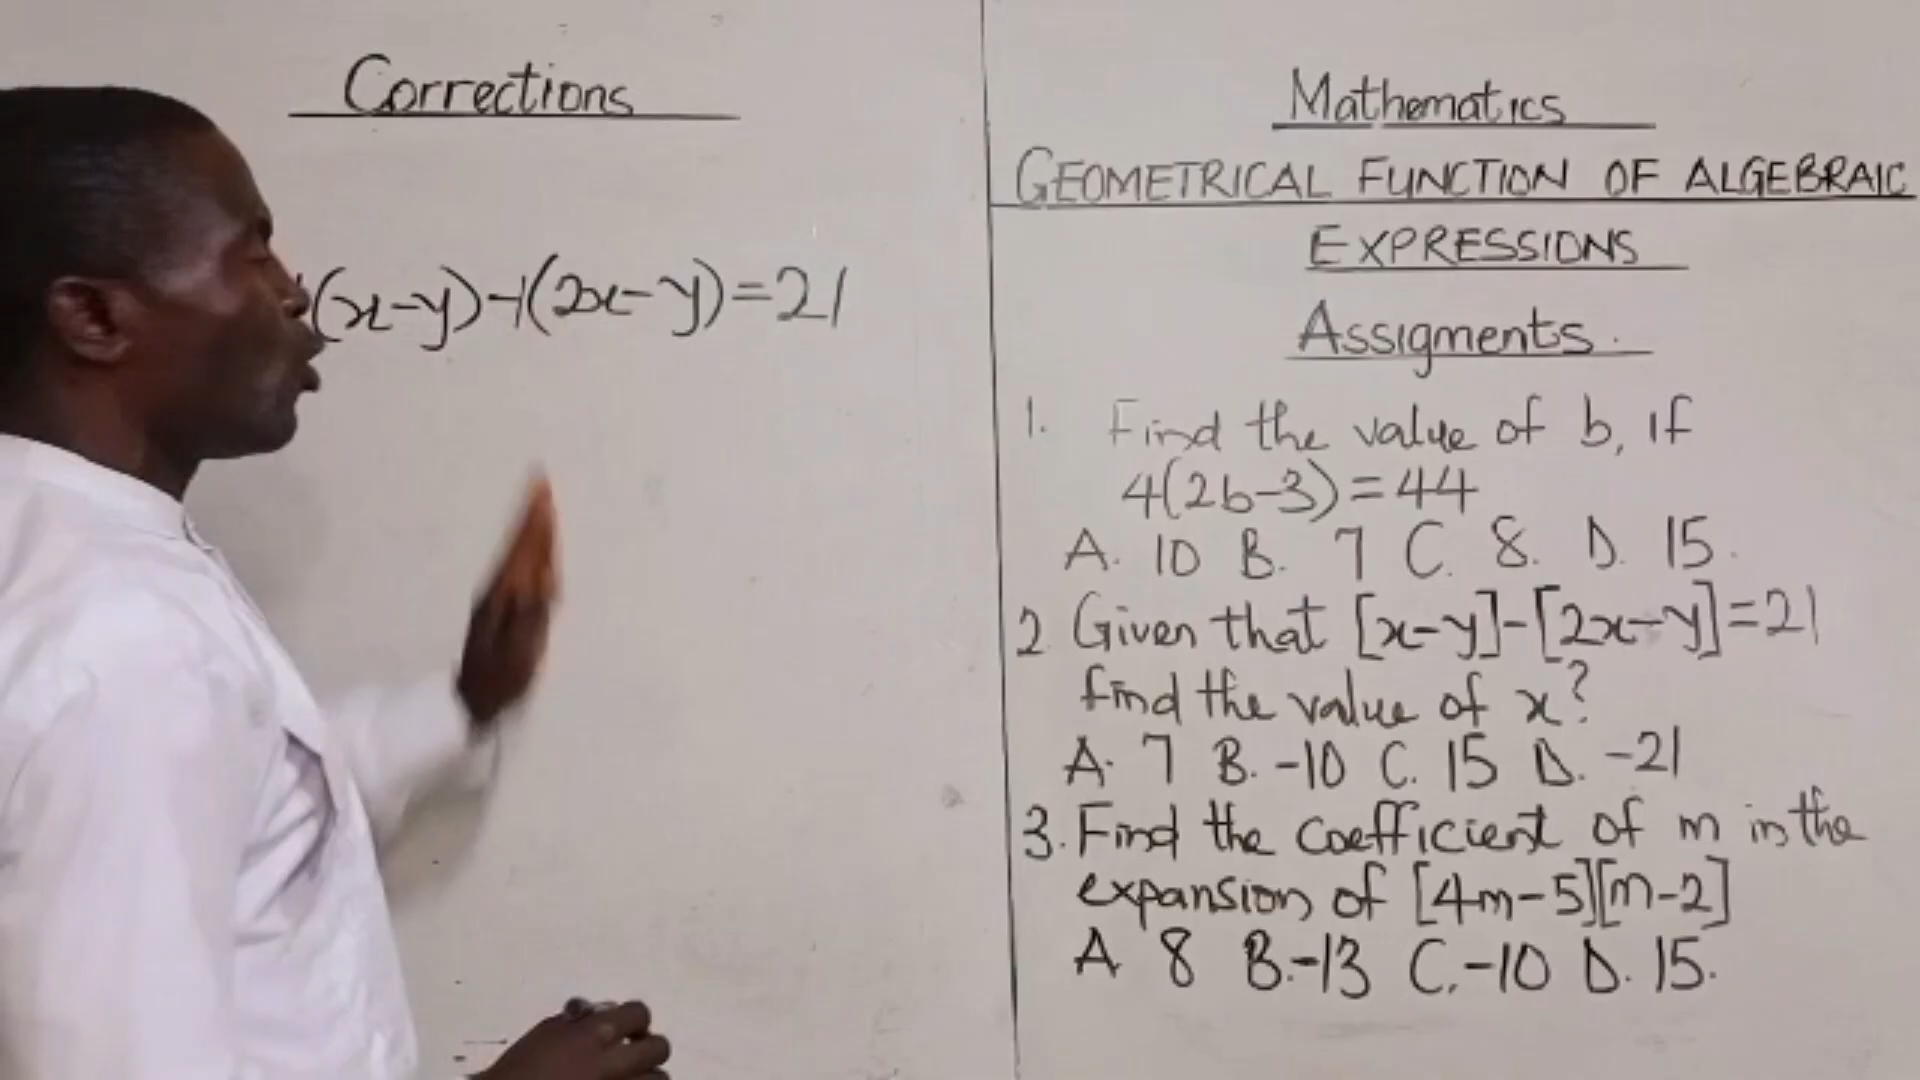 Corrections
(x-y)-1(2x-y)=21
Mathematics
GEOMETRICAL FUNCTION OF ALGEBRAIC
EXPRESSIONS
Assigments.
1. Find the value of b, if
4(2b-3)=44
A. 10 B. 7 C. 8. D. 15.
2 Given that [x-y]-[2x-y]=21
find the value of x?
A. 7 B. -10 C. 15 D. -21
3. Find the coefficient of m in the
expansion of [4m-5][m-2]
A 8 B.-13 C.-10 D. 15.